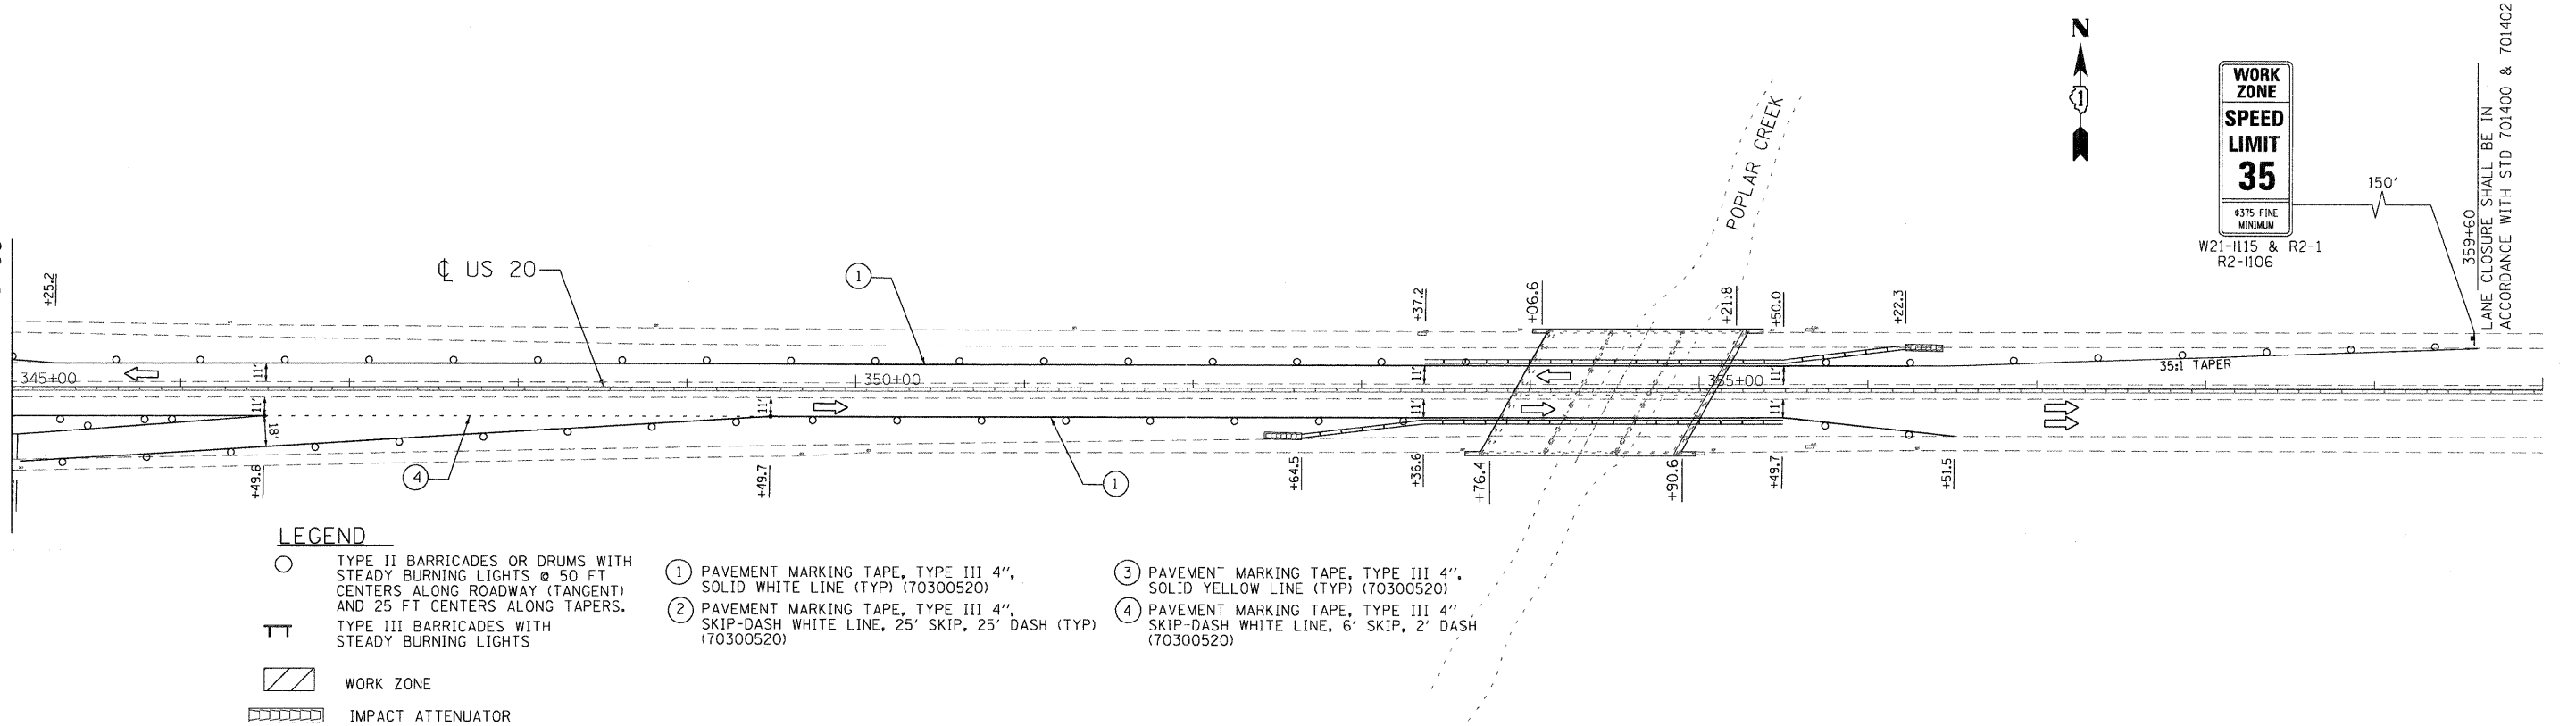 N
1
WORK
ZONE
SPEED
LIMIT
35
$375 FINE
MINIMUM
W21-I115 & R2-1
R2-I106
150'
359+60
LANE CLOSURE SHALL BE IN
ACCORDANCE WITH STD 701400 & 701402
POPLAR CREEK
℄ US 20
1
+25.2
+37.2
+06.6
+21.8
+50.0
+22.3
345+00
11'
350+00
11'
355+00
11'
35:1 TAPER
11'
18'
11'
11'
11'
4
1
+49.6
+49.7
+64.5
+36.6
+76.4
+90.6
+49.7
+51.5
LEGEND
TYPE II BARRICADES OR DRUMS WITH
STEADY BURNING LIGHTS @ 50 FT
CENTERS ALONG ROADWAY (TANGENT)
AND 25 FT CENTERS ALONG TAPERS.
TYPE III BARRICADES WITH
STEADY BURNING LIGHTS
WORK ZONE
IMPACT ATTENUATOR
1 PAVEMENT MARKING TAPE, TYPE III 4",
SOLID WHITE LINE (TYP) (70300520)
2 PAVEMENT MARKING TAPE, TYPE III 4",
SKIP-DASH WHITE LINE, 25' SKIP, 25' DASH (TYP)
(70300520)
3 PAVEMENT MARKING TAPE, TYPE III 4",
SOLID YELLOW LINE (TYP) (70300520)
4 PAVEMENT MARKING TAPE, TYPE III 4"
SKIP-DASH WHITE LINE, 6' SKIP, 2' DASH
(70300520)